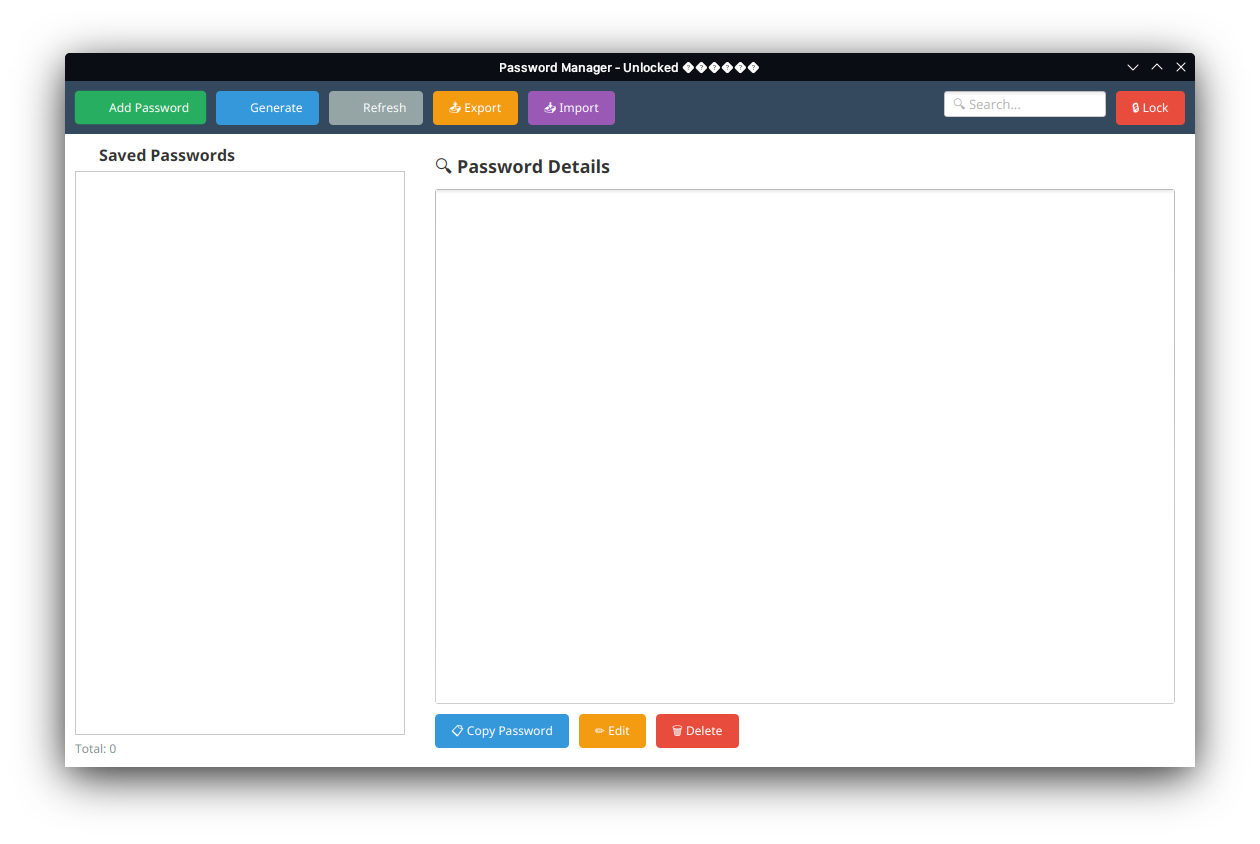 Password Manager - Unlocked ������
Add Password
Generate
Refresh
📤 Export
📥 Import
🔍 Search...
🔒 Lock
Saved Passwords
🔍 Password Details
Total: 0
📋 Copy Password
✏ Edit
🗑 Delete